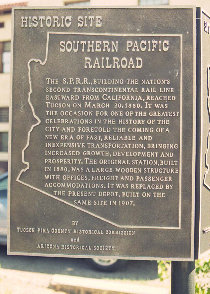 HISTORIC SITE
SOUTHERN PACIFIC
RAILROAD
THE S.P.R.R., BUILDING THE NATION'S
SECOND TRANSCONTINENTAL RAIL LINE
EASTWARD FROM CALIFORNIA, REACHED
TUCSON ON MARCH 20, 1880. IT WAS
THE OCCASION FOR ONE OF THE GREATEST
CELEBRATIONS IN THE HISTORY OF THE
CITY AND FORETOLD THE COMING OF A
NEW ERA OF FAST, RELIABLE AND
INEXPENSIVE TRANSPORTATION, BRINGING
INCREASED GROWTH, DEVELOPMENT AND
PROSPERITY. THE ORIGINAL STATION, BUILT
IN 1880, WAS A LARGE WOODEN STRUCTURE
WITH OFFICES, FREIGHT AND PASSENGER
ACCOMMODATIONS. IT WAS REPLACED BY
THE PRESENT DEPOT, BUILT ON THE
SAME SITE IN 1907.
BY
TUCSON PIMA COUNTY HISTORICAL COMMISSION
AND
ARIZONA HISTORICAL SOCIETY